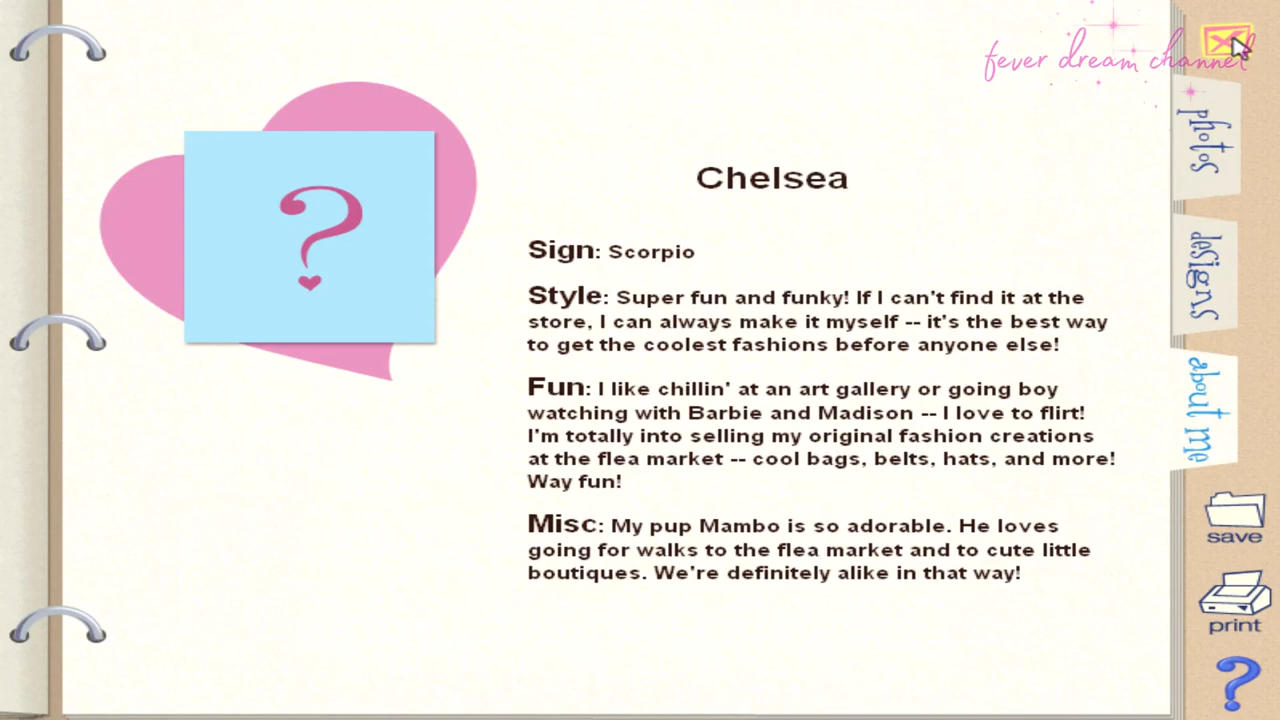 fever dream channel
photos
?
Chelsea
Sign: Scorpio
Style: Super fun and funky! If I can't find it at the
store, I can always make it myself -- it's the best way
to get the coolest fashions before anyone else!
Fun: I like chillin' at an art gallery or going boy
watching with Barbie and Madison -- I love to flirt!
I'm totally into selling my original fashion creations
at the flea market -- cool bags, belts, hats, and more!
Way fun!
Misc: My pup Mambo is so adorable. He loves
going for walks to the flea market and to cute little
boutiques. We're definitely alike in that way!
designs
about me
save
print
?